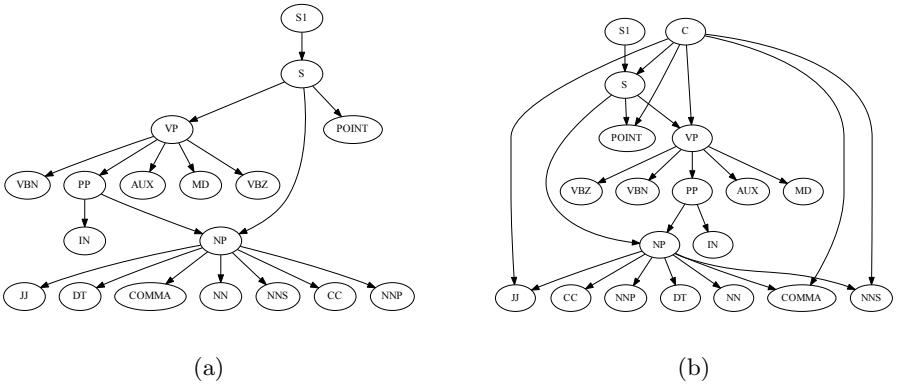 S1
S
VP
POINT
VBN
PP
AUX
MD
VBZ
IN
NP
JJ
DT
COMMA
NN
NNS
CC
NNP
(a)
S1
C
S
POINT
VP
VBZ
VBN
PP
AUX
MD
NP
IN
JJ
CC
NNP
DT
NN
COMMA
NNS
(b)